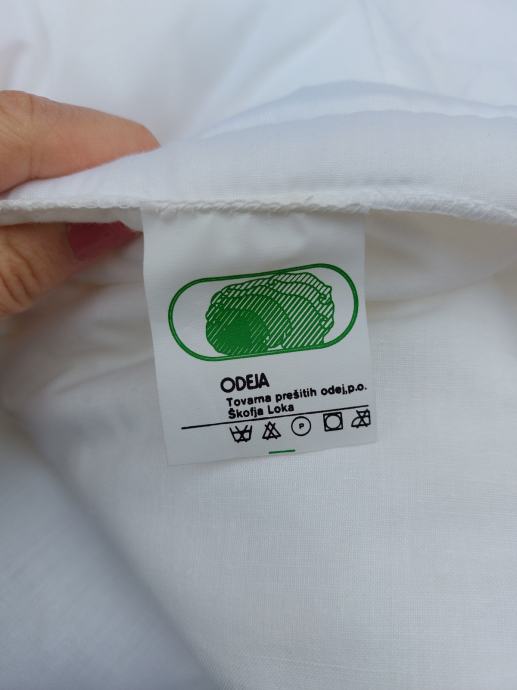 ODEJA
Tovarna prešitih odej,p.o.
Škofja Loka
P